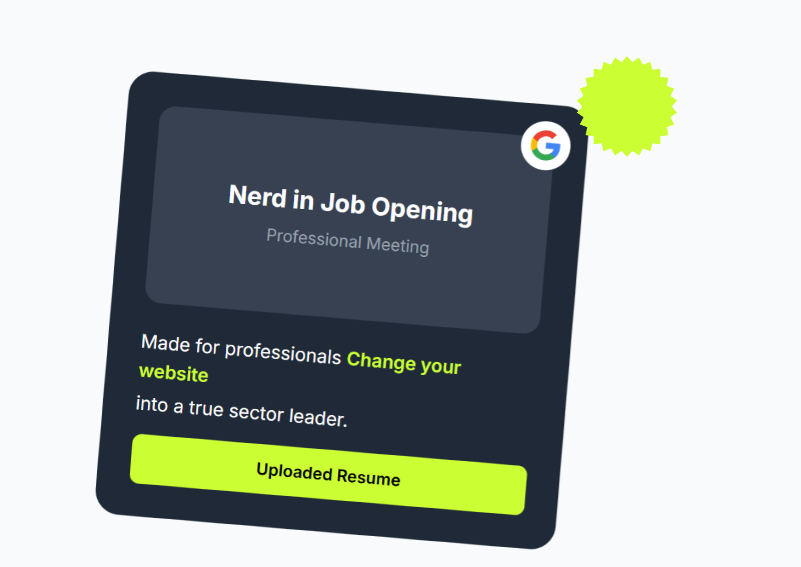 Nerd in Job Opening
Professional Meeting
Made for professionals Change your
website
into a true sector leader.
Uploaded Resume